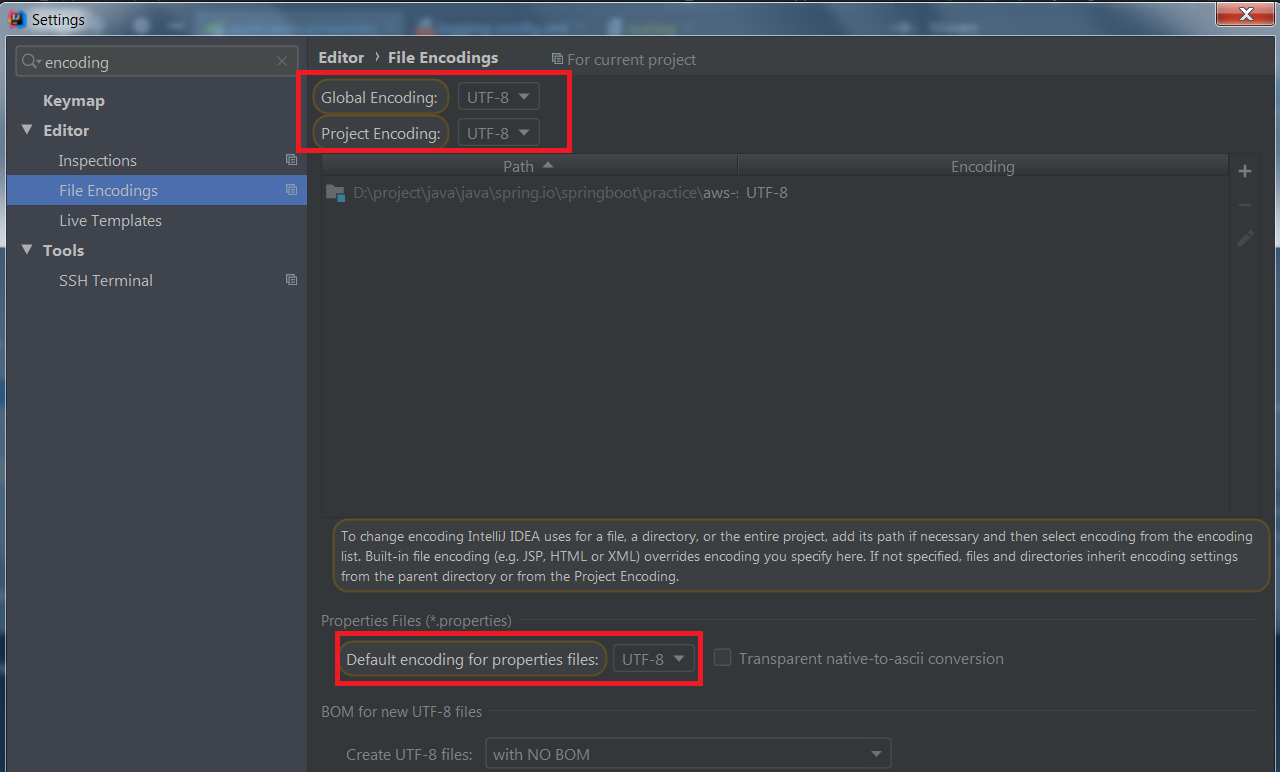 Settings
encoding
Keymap
Editor
Inspections
File Encodings
Live Templates
Tools
SSH Terminal
Editor › File Encodings For current project
Global Encoding: UTF-8
Project Encoding: UTF-8
Path Encoding
D:\project\java\java\spring.io\springboot\practice\aws-s UTF-8
To change encoding IntelliJ IDEA uses for a file, a directory, or the entire project, add its path if necessary and then select encoding from the encoding
list. Built-in file encoding (e.g. JSP, HTML or XML) overrides encoding you specify here. If not specified, files and directories inherit encoding settings
from the parent directory or from the Project Encoding.
Properties Files (*.properties)
Default encoding for properties files: UTF-8 Transparent native-to-ascii conversion
BOM for new UTF-8 files
Create UTF-8 files: with NO BOM